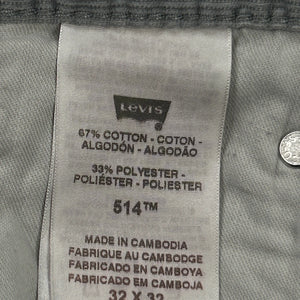 Levi's
67% COTTON - COTON -
ALGODÓN - ALGODÃO
33% POLYESTER -
POLIÉSTER - POLIESTER
514™
MADE IN CAMBODIA
FABRIQUE AU CAMBODGE
FABRICADO EN CAMBOYA
FABRICADO EM CAMBOJA
32 X 32